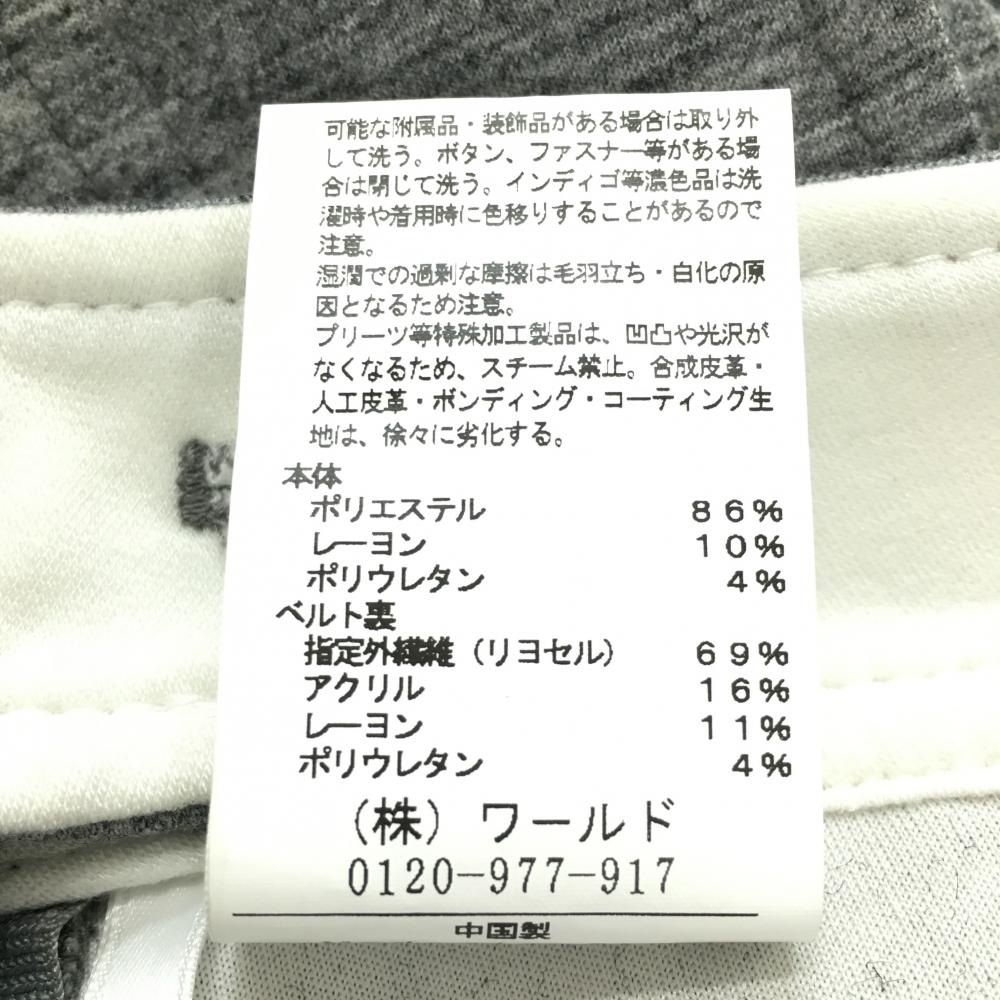 可能な附属品・装飾品がある場合は取り外
して洗う。ボタン、ファスナー等がある場
合は閉じて洗う。インディゴ等濃色品は洗
濯時や着用時に色移りすることがあるので
注意。
湿潤での過剰な摩擦は毛羽立ち・白化の原
因となるため注意。
プリーツ等特殊加工製品は、凹凸や光沢が
なくなるため、スチーム禁止。合成皮革・
人工皮革・ボンディング・コーティング生
地は、徐々に劣化する。
本体
ポリエステル 86%
レーヨン 10%
ポリウレタン 4%
ベルト裏
指定外繊維（リヨセル） 69%
アクリル 16%
レーヨン 11%
ポリウレタン 4%
（株）ワールド
0120-977-917
中国製